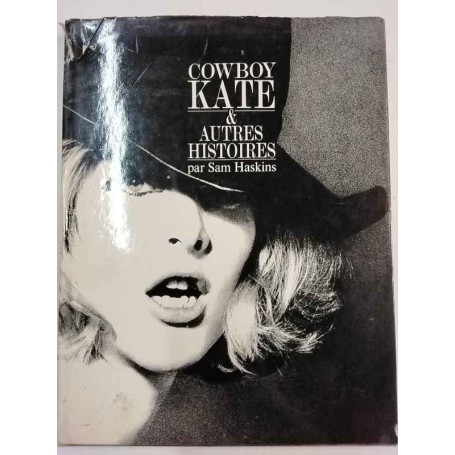 COWBOY
KATE
&
AUTRES
HISTOIRES
par Sam Haskins